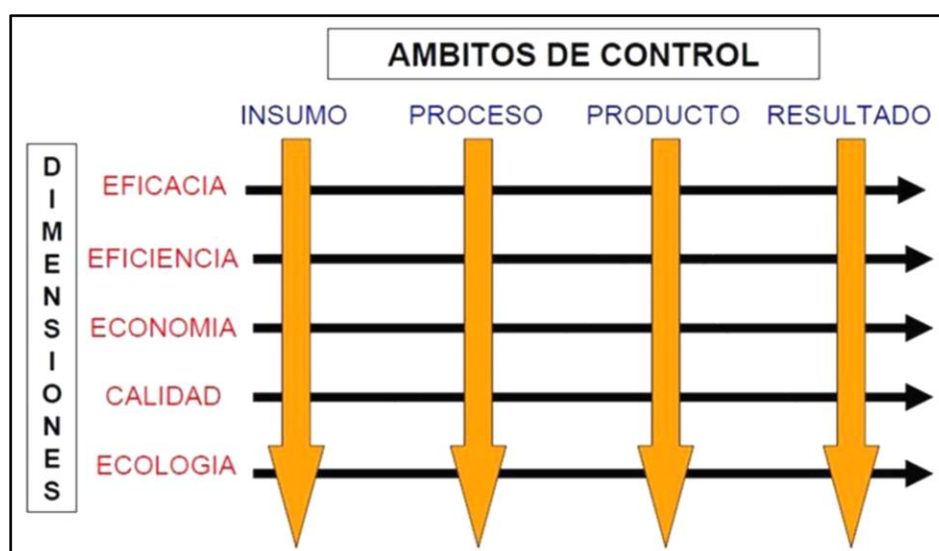 AMBITOS DE CONTROL
INSUMO PROCESO PRODUCTO RESULTADO
DIMENSIONES
EFICACIA
EFICIENCIA
ECONOMIA
CALIDAD
ECOLOGIA